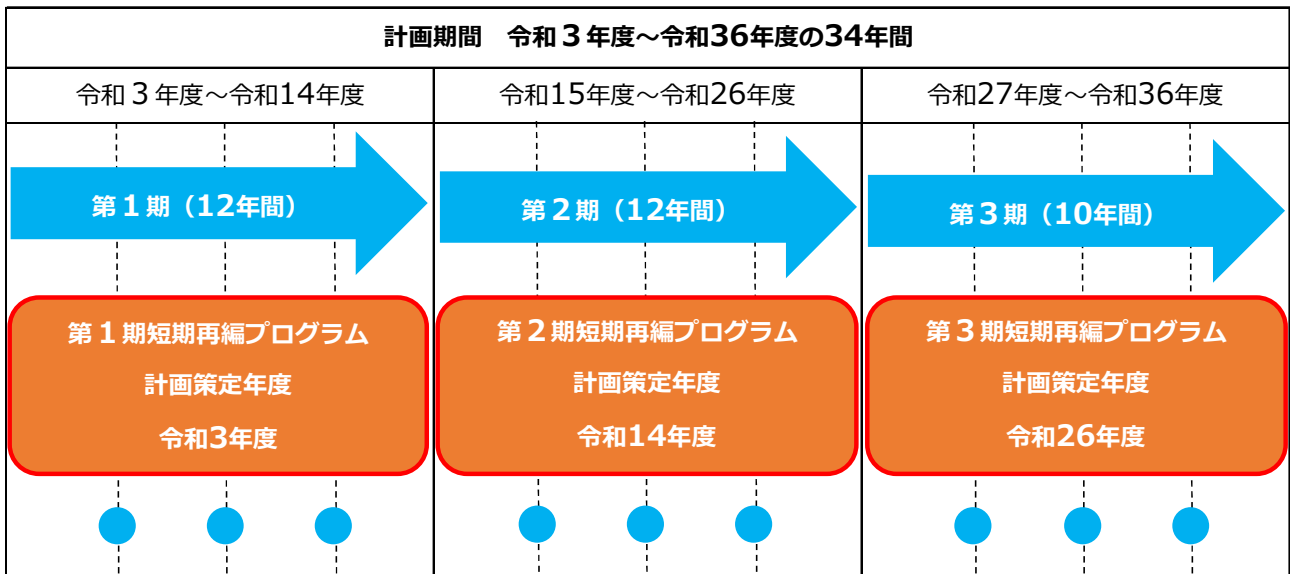 計画期間　令和３年度～令和36年度の34年間
令和３年度～令和14年度
令和15年度～令和26年度
令和27年度～令和36年度
第１期（12年間）
第２期（12年間）
第３期（10年間）
第１期短期再編プログラム
計画策定年度
令和3年度
第２期短期再編プログラム
計画策定年度
令和14年度
第３期短期再編プログラム
計画策定年度
令和26年度